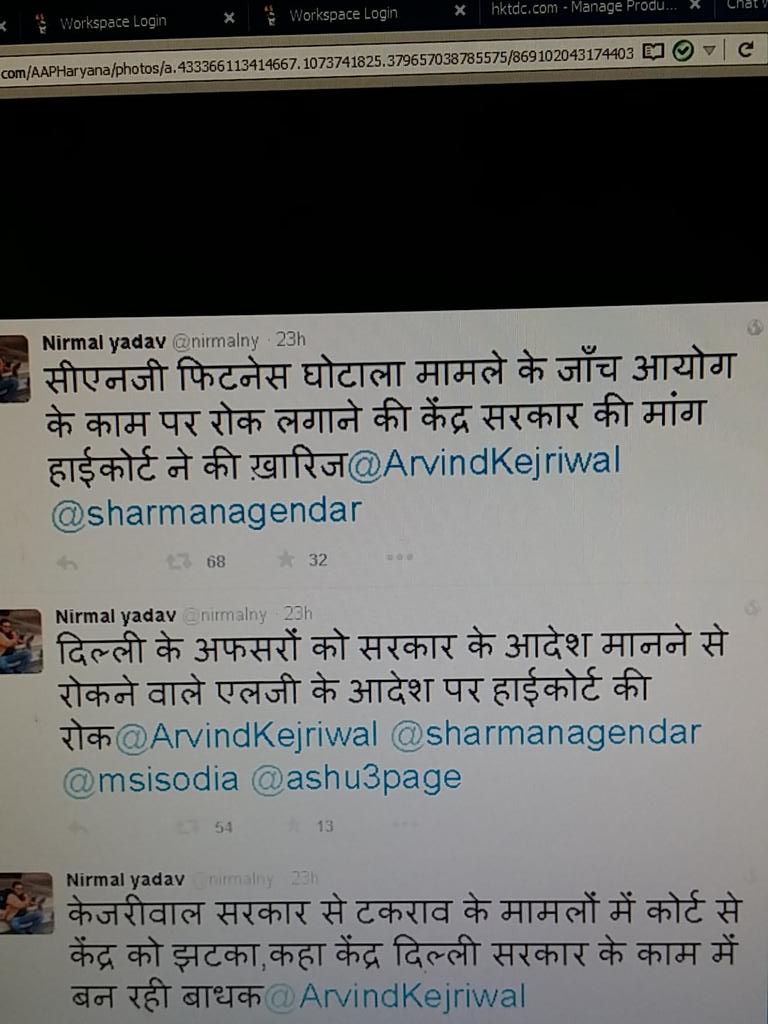 Workspace Login
Workspace Login
hktdc.com - Manage Produ...
com/AAPHaryana/photos/a.433366113414667.1073741825.379657038785575/869102043174403
Nirmal yadav @nirmalny · 23h
सीएनजी फिटनेस घोटाला मामले के जाँच आयोग
के काम पर रोक लगाने की केंद्र सरकार की मांग
हाईकोर्ट ने की ख़ारिज@ArvindKejriwal
@sharmanagendar
68 32
Nirmal yadav @nirmalny · 23h
दिल्ली के अफसरों को सरकार के आदेश मानने से
रोकने वाले एलजी के आदेश पर हाईकोर्ट की
रोक@ArvindKejriwal @sharmanagendar
@msisodia @ashu3page
54 13
Nirmal yadav @nirmalny · 23h
केजरीवाल सरकार से टकराव के मामलों में कोर्ट से
केंद्र को झटका,कहा केंद्र दिल्ली सरकार के काम में
बन रही बाधक@ArvindKejriwal